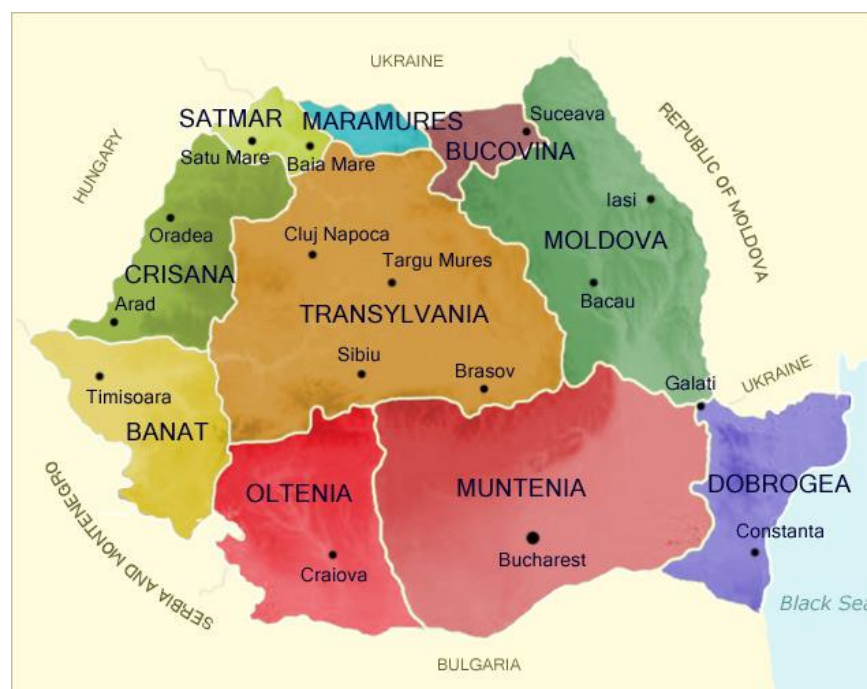 UKRAINE
SATMAR
MARAMURES
Suceava
BUCOVINA
Satu Mare
Baia Mare
HUNGARY
REPUBLIC OF MOLDOVA
Iasi
Oradea
Cluj Napoca
MOLDOVA
Targu Mures
CRISANA
Arad
TRANSYLVANIA
Bacau
Sibiu
Brasov
Galati
UKRAINE
Timisoara
BANAT
OLTENIA
MUNTENIA
DOBROGEA
Constanta
SERBIA AND MONTENEGRO
Craiova
Bucharest
Black Sea
BULGARIA